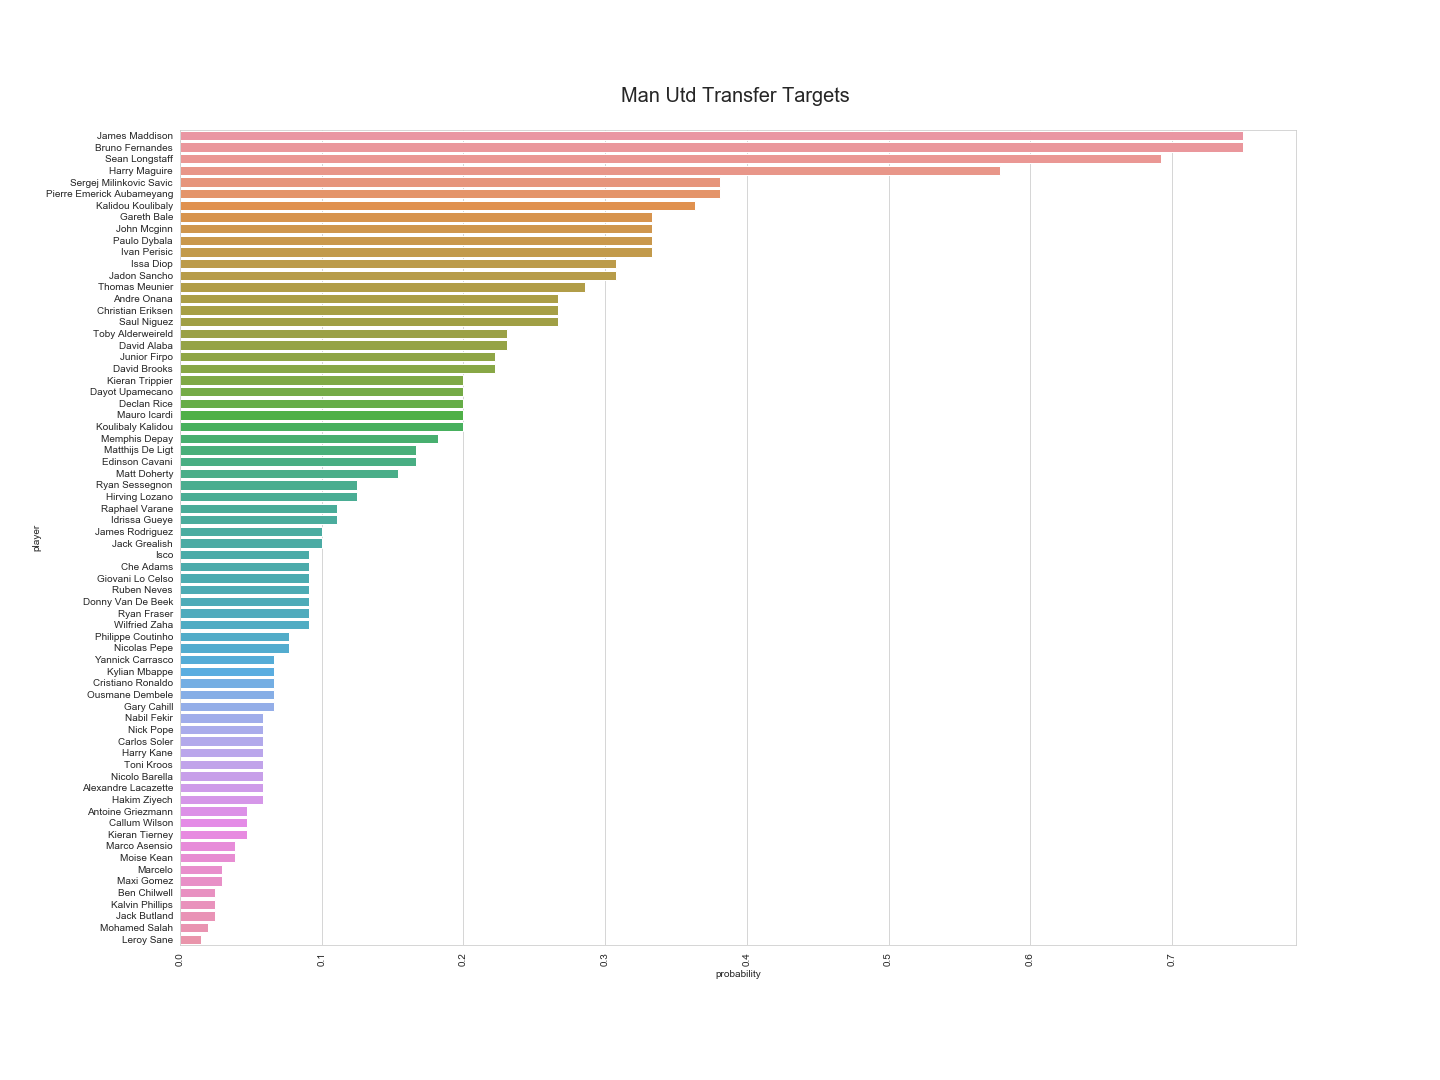 Man Utd Transfer Targets
James Maddison
Bruno Fernandes
Sean Longstaff
Harry Maguire
Sergej Milinkovic Savic
Pierre Emerick Aubameyang
Kalidou Koulibaly
Gareth Bale
John Mcginn
Paulo Dybala
Ivan Perisic
Issa Diop
Jadon Sancho
Thomas Meunier
Andre Onana
Christian Eriksen
Saul Niguez
Toby Alderweireld
David Alaba
Junior Firpo
David Brooks
Kieran Trippier
Dayot Upamecano
Declan Rice
Mauro Icardi
Koulibaly Kalidou
Memphis Depay
Matthijs De Ligt
Edinson Cavani
Matt Doherty
Ryan Sessegnon
Hirving Lozano
Raphael Varane
Idrissa Gueye
James Rodriguez
Jack Grealish
Isco
Che Adams
Giovani Lo Celso
Ruben Neves
Donny Van De Beek
Ryan Fraser
Wilfried Zaha
Philippe Coutinho
Nicolas Pepe
Yannick Carrasco
Kylian Mbappe
Cristiano Ronaldo
Ousmane Dembele
Gary Cahill
Nabil Fekir
Nick Pope
Carlos Soler
Harry Kane
Toni Kroos
Nicolo Barella
Alexandre Lacazette
Hakim Ziyech
Antoine Griezmann
Callum Wilson
Kieran Tierney
Marco Asensio
Moise Kean
Marcelo
Maxi Gomez
Ben Chilwell
Kalvin Phillips
Jack Butland
Mohamed Salah
Leroy Sane
player
0.0
0.1
0.2
0.3
0.4
0.5
0.6
0.7
probability